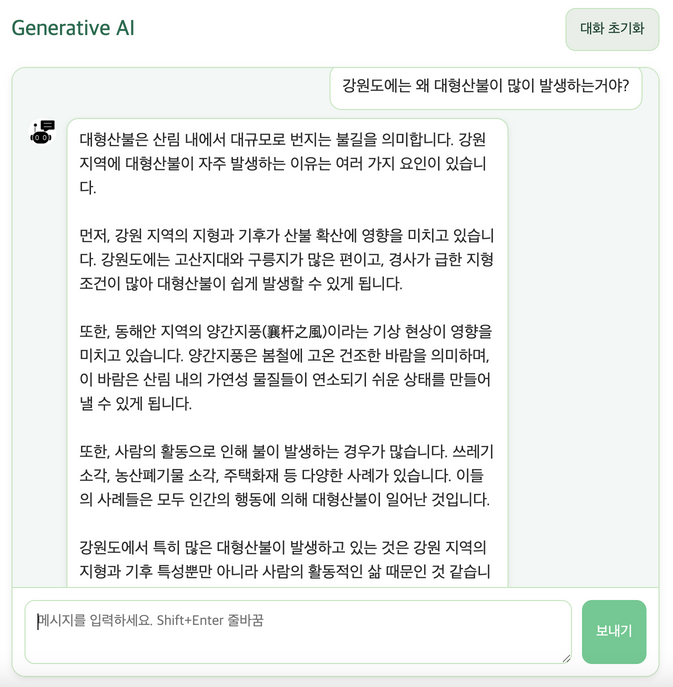 Generative AI
대화 초기화
강원도에는 왜 대형산불이 많이 발생하는거야?
대형산불은 산림 내에서 대규모로 번지는 불길을 의미합니다. 강원
지역에 대형산불이 자주 발생하는 이유는 여러 가지 요인이 있습니
다.
먼저, 강원 지역의 지형과 기후가 산불 확산에 영향을 미치고 있습니
다. 강원도에는 고산지대와 구릉지가 많은 편이고, 경사가 급한 지형
조건이 많아 대형산불이 쉽게 발생할 수 있게 됩니다.
또한, 동해안 지역의 양간지풍(襄杆之風)이라는 기상 현상이 영향을
미치고 있습니다. 양간지풍은 봄철에 고온 건조한 바람을 의미하며,
이 바람은 산림 내의 가연성 물질들이 연소되기 쉬운 상태를 만들어
낼 수 있게 됩니다.
또한, 사람의 활동으로 인해 불이 발생하는 경우가 많습니다. 쓰레기
소각, 농산폐기물 소각, 주택화재 등 다양한 사례가 있습니다. 이들
의 사례들은 모두 인간의 행동에 의해 대형산불이 일어난 것입니다.
강원도에서 특히 많은 대형산불이 발생하고 있는 것은 강원 지역의
지형과 기후 특성뿐만 아니라 사람의 활동적인 삶 때문인 것 같습니
메시지를 입력하세요. Shift+Enter 줄바꿈
보내기